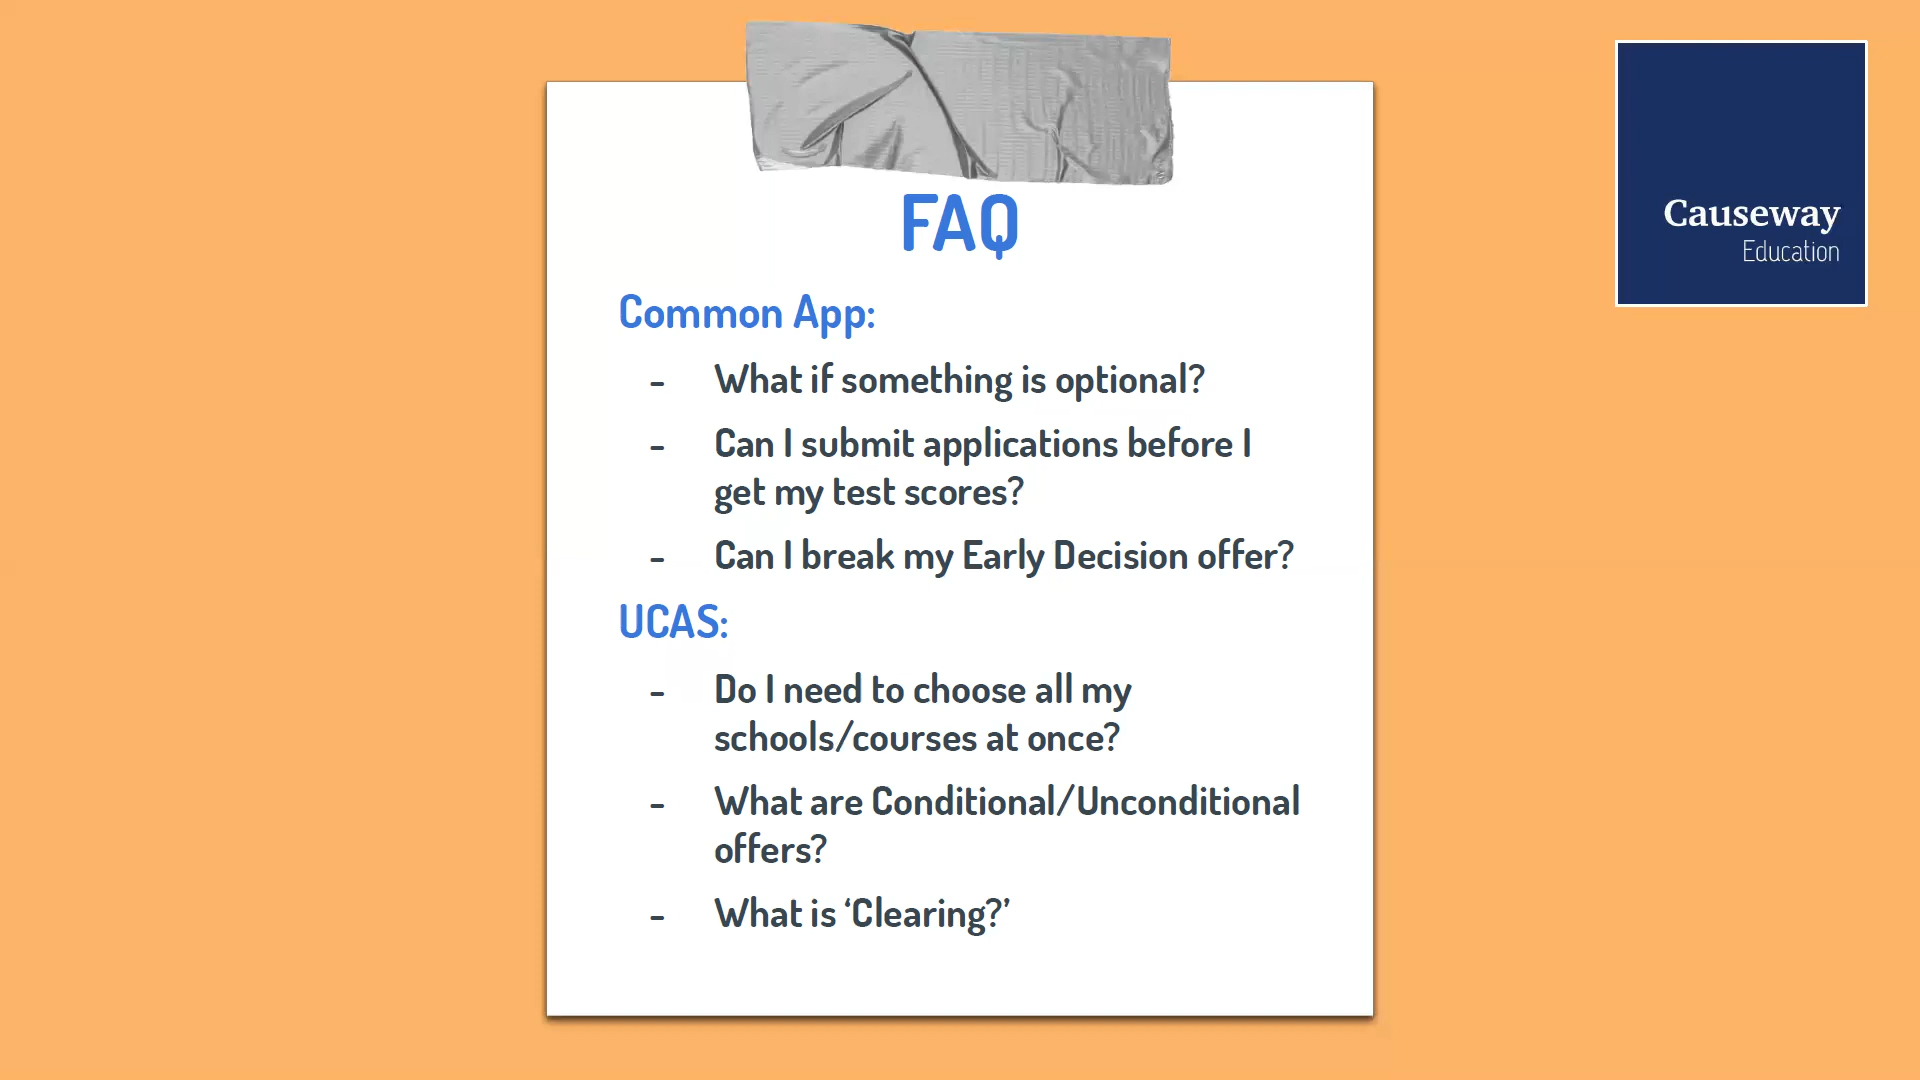 FAQ
Causeway
Education
Common App:
- What if something is optional?
- Can I submit applications before I
get my test scores?
- Can I break my Early Decision offer?
UCAS:
- Do I need to choose all my
schools/courses at once?
- What are Conditional/Unconditional
offers?
- What is ‘Clearing?’